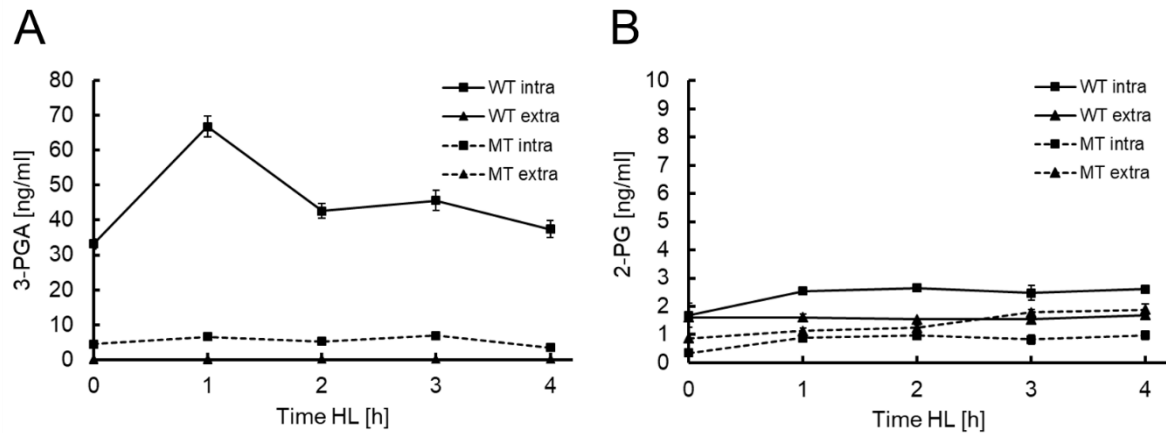 A
3-PGA [ng/ml]
80
70
60
50
40
30
20
10
0
0 1 2 3 4
Time HL [h]
WT intra
WT extra
MT intra
MT extra
B
2-PG [ng/ml]
10
9
8
7
6
5
4
3
2
1
0
0 1 2 3 4
Time HL [h]
WT intra
WT extra
MT intra
MT extra